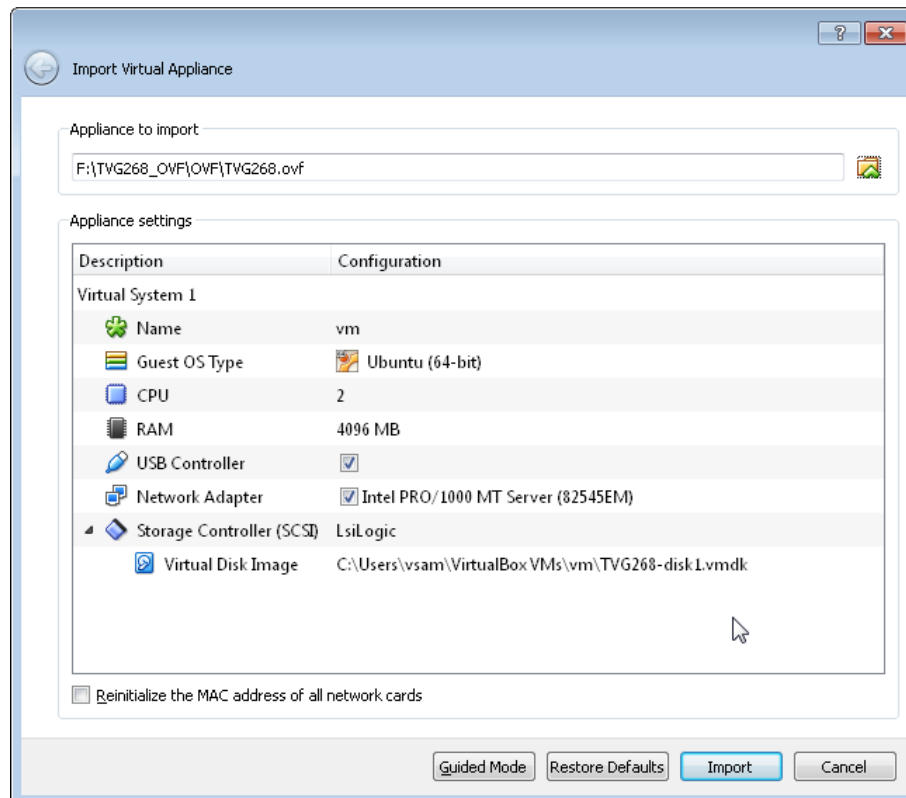 Import Virtual Appliance
Appliance to import
F:\TVG268_OVF\OVF\TVG268.ovf
Appliance settings
Description Configuration
Virtual System 1
Name vm
Guest OS Type Ubuntu (64-bit)
CPU 2
RAM 4096 MB
USB Controller
Network Adapter Intel PRO/1000 MT Server (82545EM)
Storage Controller (SCSI) LsiLogic
Virtual Disk Image C:\Users\vsam\VirtualBox VMs\vm\TVG268-disk1.vmdk
Reinitialize the MAC address of all network cards
Guided Mode Restore Defaults Import Cancel